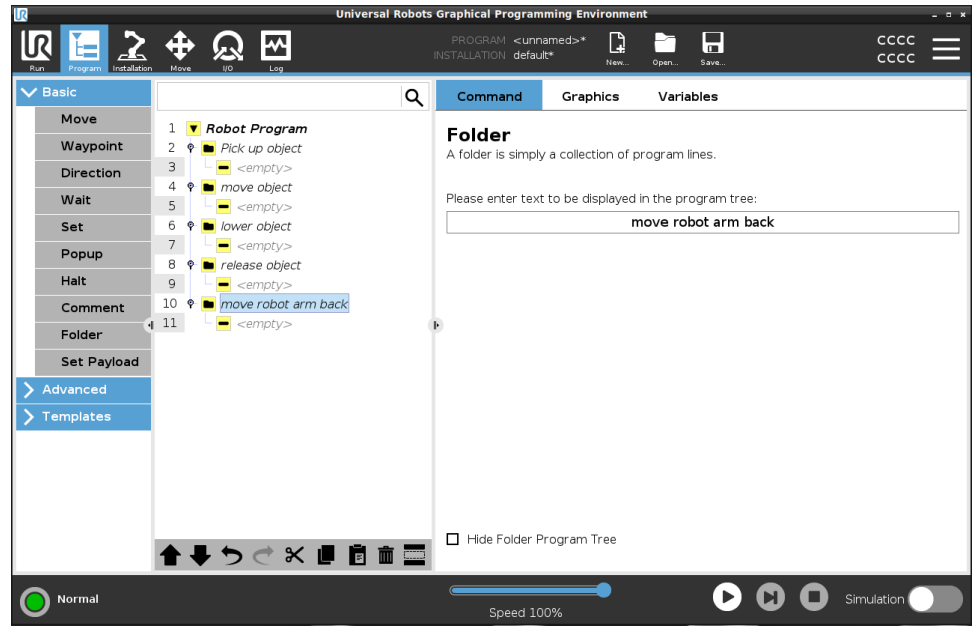 Universal Robots Graphical Programming Environment
UR
Run
Program
Installation
Move
I/O
Log
PROGRAM <unnamed>*
INSTALLATION default*
New...
Open...
Save...
CCCC
CCCC
Basic
Move
Waypoint
Direction
Wait
Set
Popup
Halt
Comment
Folder
Set Payload
Advanced
Templates
1 Robot Program
2 Pick up object
3 <empty>
4 move object
5 <empty>
6 lower object
7 <empty>
8 release object
9 <empty>
10 move robot arm back
11 <empty>
Command Graphics Variables
Folder
A folder is simply a collection of program lines.
Please enter text to be displayed in the program tree:
move robot arm back
Hide Folder Program Tree
Normal
Speed 100%
Simulation